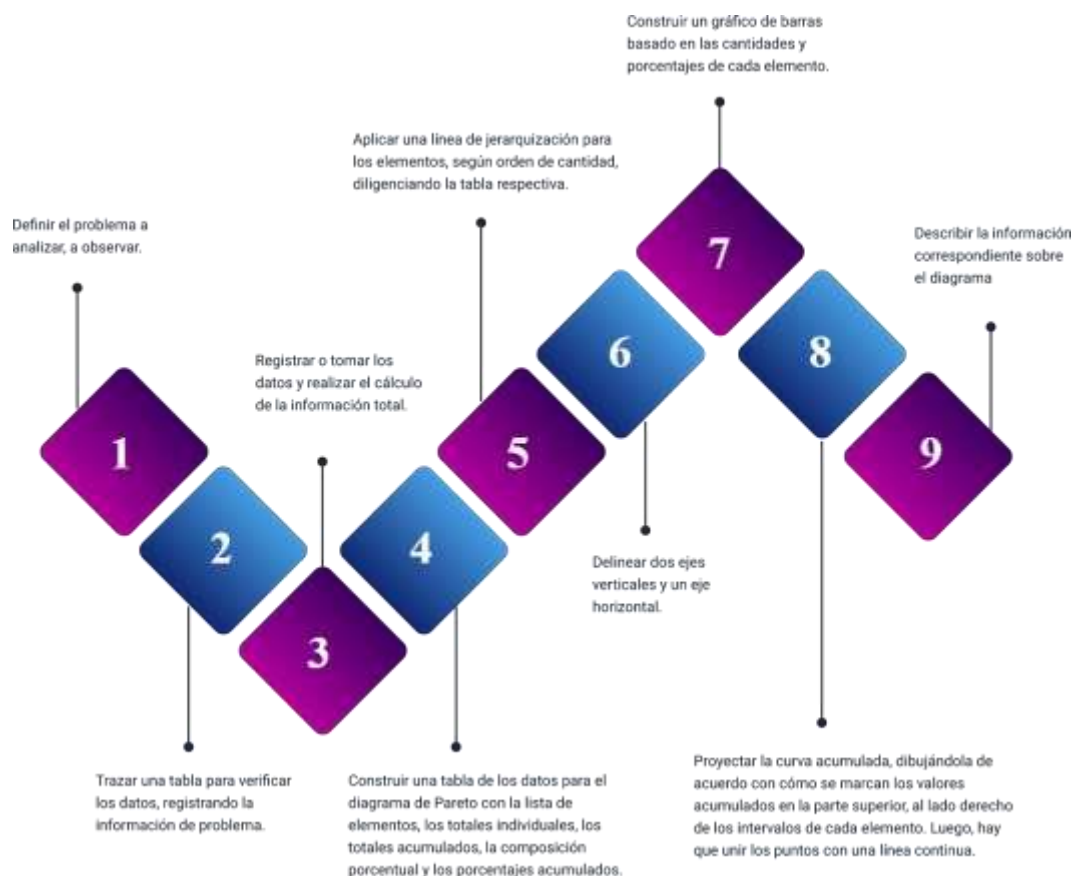 1
Definir el problema a
analizar, a observar.
2
Trazar una tabla para verificar
los datos, registrando la
información de problema.
3
Registrar o tomar los
datos y realizar el cálculo
de la información total.
4
Construir una tabla de los datos para el
diagrama de Pareto con la lista de
elementos, los totales individuales, los
totales acumulados, la composición
porcentual y los porcentajes acumulados.
5
Aplicar una línea de jerarquización para
los elementos, según orden de cantidad,
diligenciando la tabla respectiva.
6
Delinear dos ejes
verticales y un eje
horizontal.
7
Construir un gráfico de barras
basado en las cantidades y
porcentajes de cada elemento.
8
Proyectar la curva acumulada, dibujándola de
acuerdo con cómo se marcan los valores
acumulados en la parte superior, al lado derecho
de los intervalos de cada elemento. Luego, hay
que unir los puntos con una línea continua.
9
Describir la información
correspondiente sobre
el diagrama